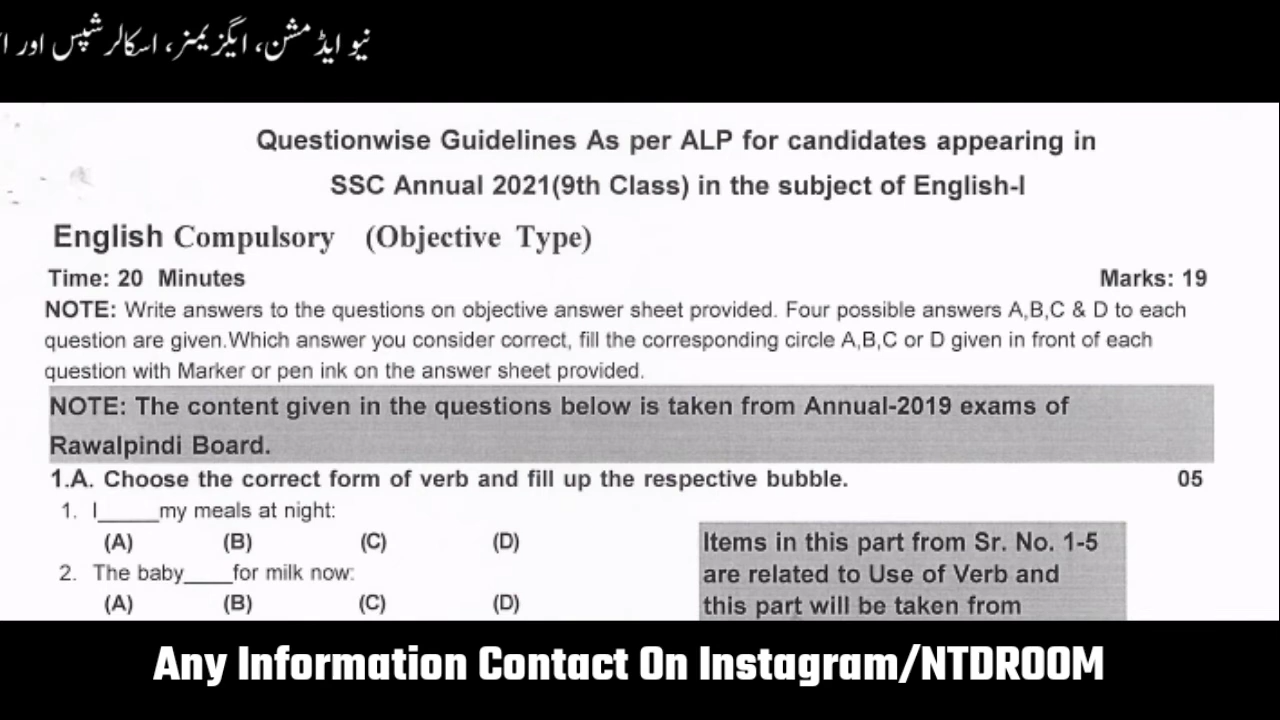 نیو ایڈمشن، ایگزیمنز، اسکالرشپس اور
Questionwise Guidelines As per ALP for candidates appearing in
SSC Annual 2021(9th Class) in the subject of English-I
English Compulsory (Objective Type)
Time: 20 Minutes Marks: 19
NOTE: Write answers to the questions on objective answer sheet provided. Four possible answers A,B,C & D to each
question are given.Which answer you consider correct, fill the corresponding circle A,B,C or D given in front of each
question with Marker or pen ink on the answer sheet provided.
NOTE: The content given in the questions below is taken from Annual-2019 exams of
Rawalpindi Board.
1.A. Choose the correct form of verb and fill up the respective bubble. 05
1. I_____my meals at night:
(A) (B) (C) (D)
2. The baby____for milk now:
(A) (B) (C) (D)
Items in this part from Sr. No. 1-5
are related to Use of Verb and
this part will be taken from
Any Information Contact On Instagram/NTDROOM